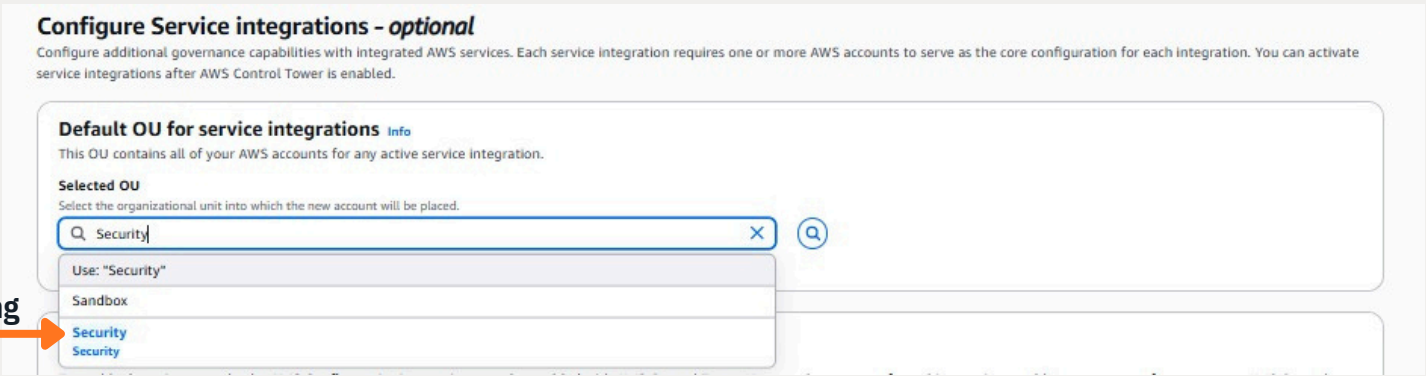 Configure Service integrations - optional
Configure additional governance capabilities with integrated AWS services. Each service integration requires one or more AWS accounts to serve as the core configuration for each integration. You can activate
service integrations after AWS Control Tower is enabled.
Default OU for service integrations Info
This OU contains all of your AWS accounts for any active service integration.
Selected OU
Select the organizational unit into which the new account will be placed.
Security
Use: "Security"
Sandbox
Security
Security